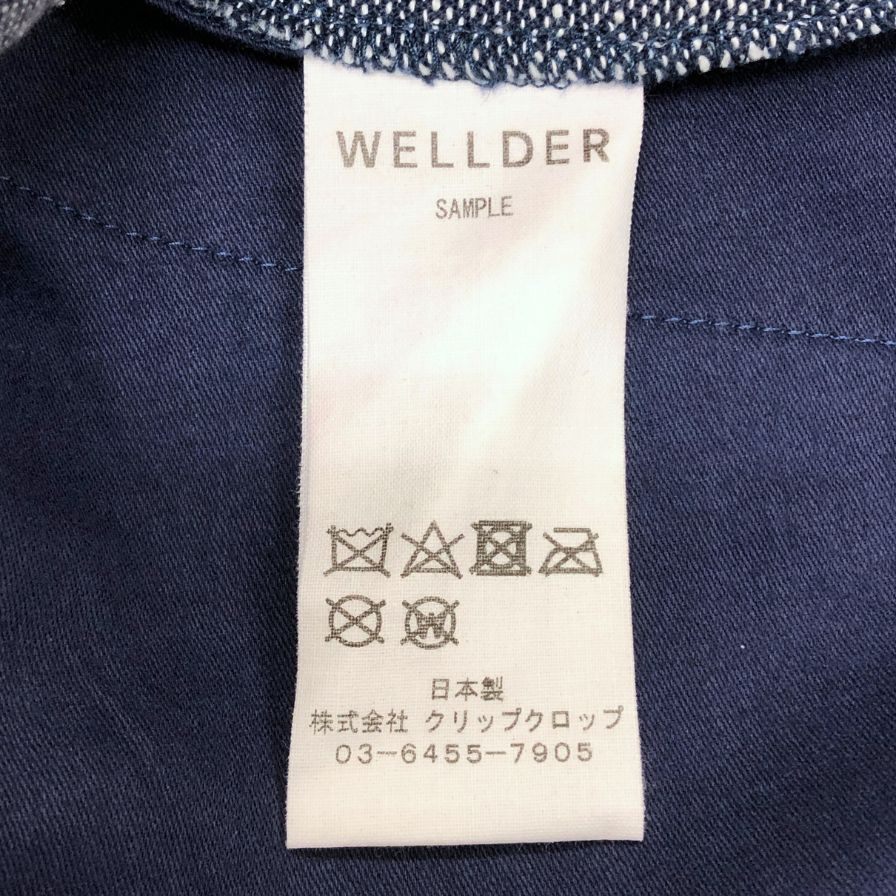 WELLDER
SAMPLE
W
日本製
株式会社 クリップクロップ
03-6455-7905